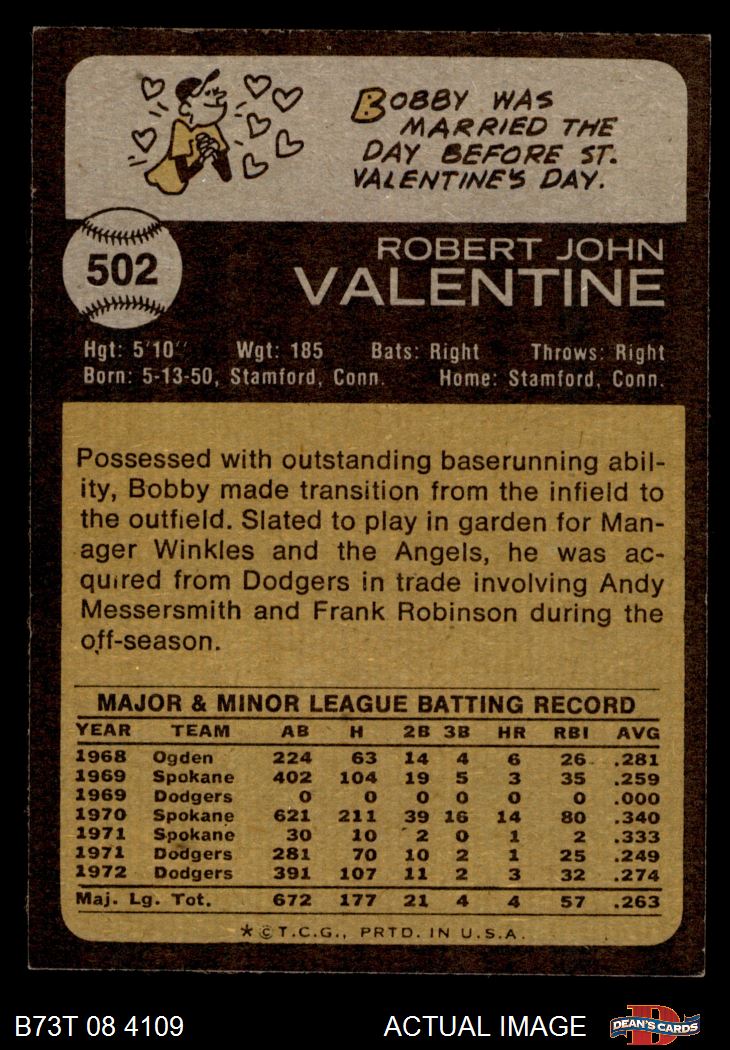 BOBBY WAS
MARRIED THE
DAY BEFORE ST.
VALENTINE'S DAY.
502
ROBERT JOHN
VALENTINE
Hgt: 5'10" Wgt: 185 Bats: Right Throws: Right
Born: 5-13-50, Stamford, Conn. Home: Stamford, Conn.
Possessed with outstanding baserunning abil-
ity, Bobby made transition from the infield to
the outfield. Slated to play in garden for Man-
ager Winkles and the Angels, he was ac-
quired from Dodgers in trade involving Andy
Messersmith and Frank Robinson during the
off-season.
MAJOR & MINOR LEAGUE BATTING RECORD
YEAR TEAM AB H 2B 3B HR RBI AVG
1968 Ogden 224 63 14 4 6 26 .281
1969 Spokane 402 104 19 5 3 35 .259
1969 Dodgers 0 0 0 0 0 0 .000
1970 Spokane 621 211 39 16 14 80 .340
1971 Spokane 30 10 2 0 1 2 .333
1971 Dodgers 281 70 10 2 1 25 .249
1972 Dodgers 391 107 11 2 3 32 .274
Maj. Lg. Tot. 672 177 21 4 4 57 .263
*©T.C.G., PRTD. IN U.S.A.
B73T 08 4109 ACTUAL IMAGE DEAN'S CARDS